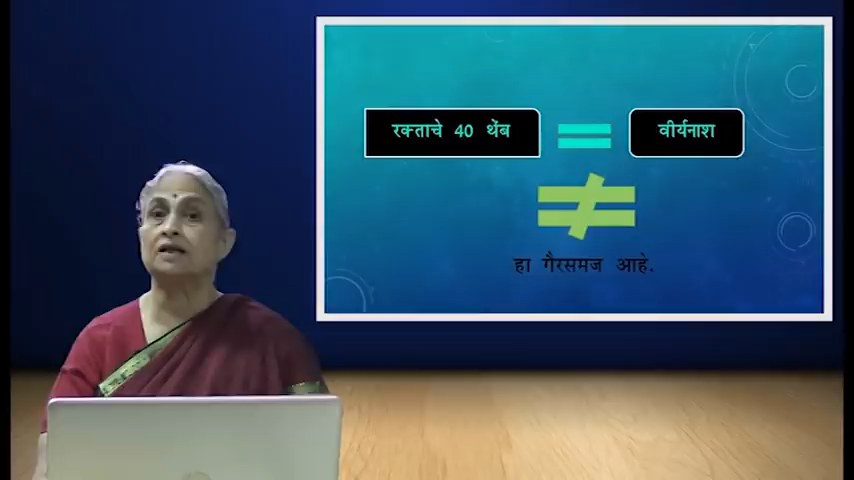 रक्ताचे 40 थेंब = वीर्यनाश
≠
हा गैरसमज आहे.